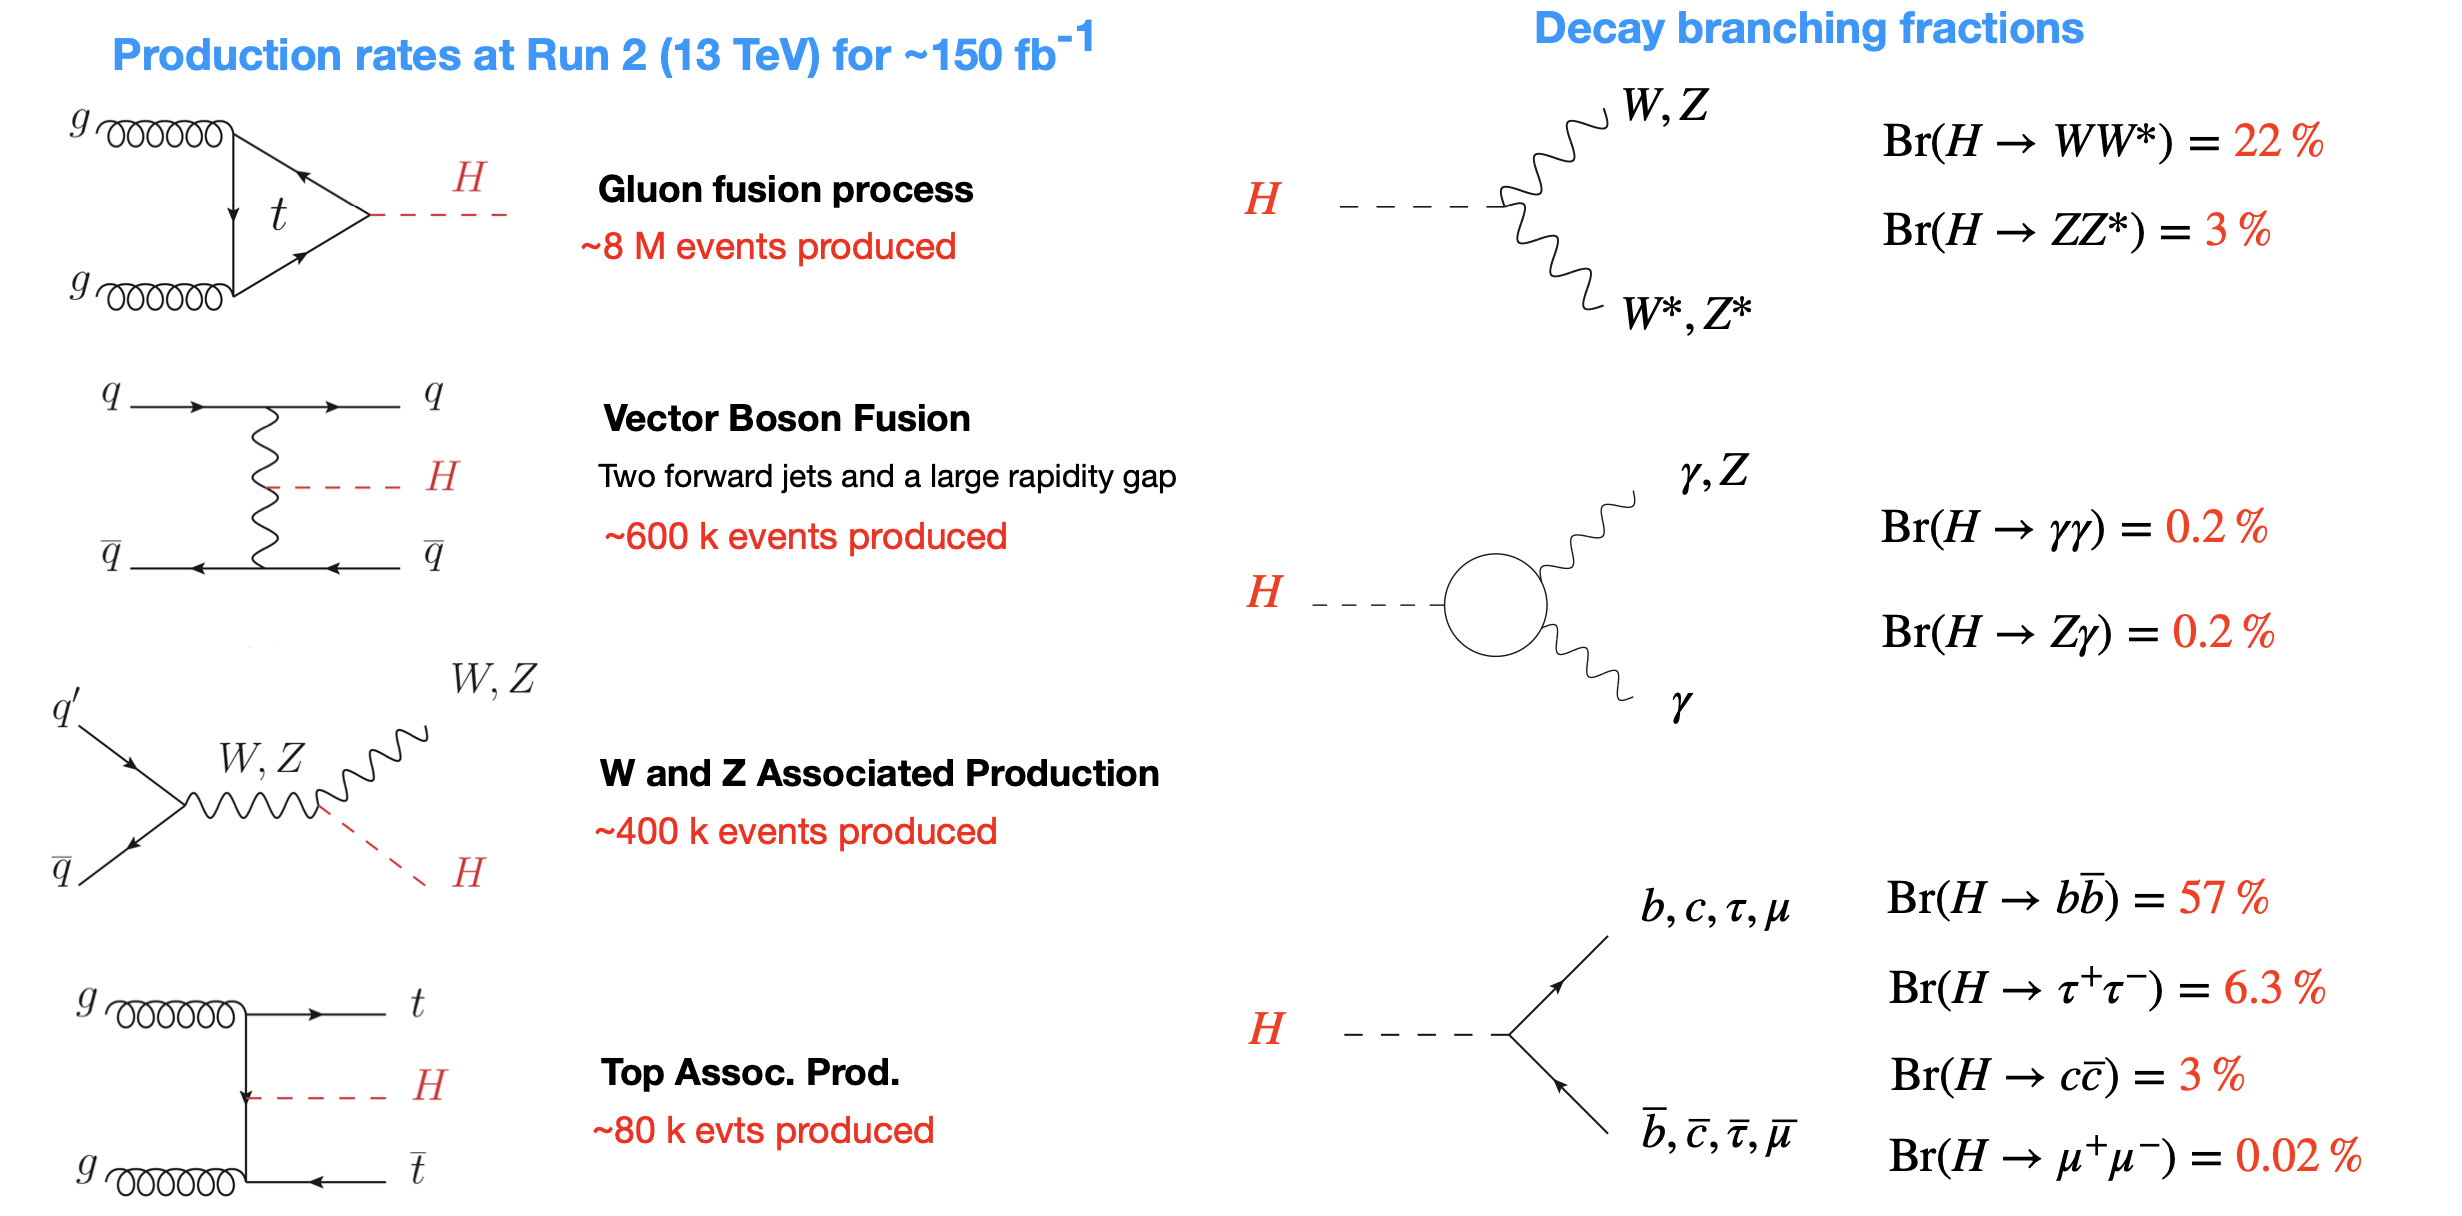 Production rates at Run 2 (13 TeV) for ~150 fb⁻¹
g
t
H
g
Gluon fusion process
~8 M events produced
q
q
H
q̅
q̅
Vector Boson Fusion
Two forward jets and a large rapidity gap
~600 k events produced
q′
W, Z
W, Z
q̅
H
W and Z Associated Production
~400 k events produced
g
t
H
g
t̅
Top Assoc. Prod.
~80 k evts produced
Decay branching fractions
H
W, Z
W*, Z*
Br(H → WW*) = 22 %
Br(H → ZZ*) = 3 %
H
γ, Z
γ
Br(H → γγ) = 0.2 %
Br(H → Zγ) = 0.2 %
H
b, c, τ, μ
b̅, c̅, τ̅, μ̅
Br(H → bb̅) = 57 %
Br(H → τ⁺τ⁻) = 6.3 %
Br(H → cc̅) = 3 %
Br(H → μ⁺μ⁻) = 0.02 %